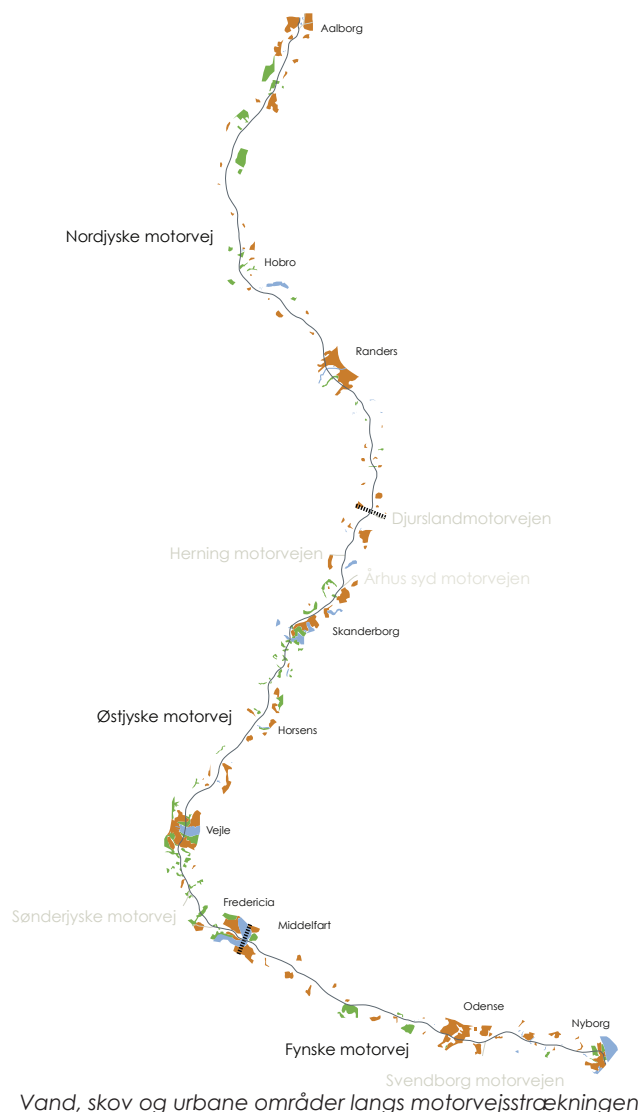 Aalborg
Nordjyske motorvej
Hobro
Randers
Djurslandmotorvejen
Herning motorvejen
Århus syd motorvejen
Skanderborg
Østjyske motorvej
Horsens
Vejle
Fredericia
Sønderjyske motorvej
Middelfart
Odense
Nyborg
Fynske motorvej
Svendborg motorvejen
Vand, skov og urbane områder langs motorvejsstrækningen